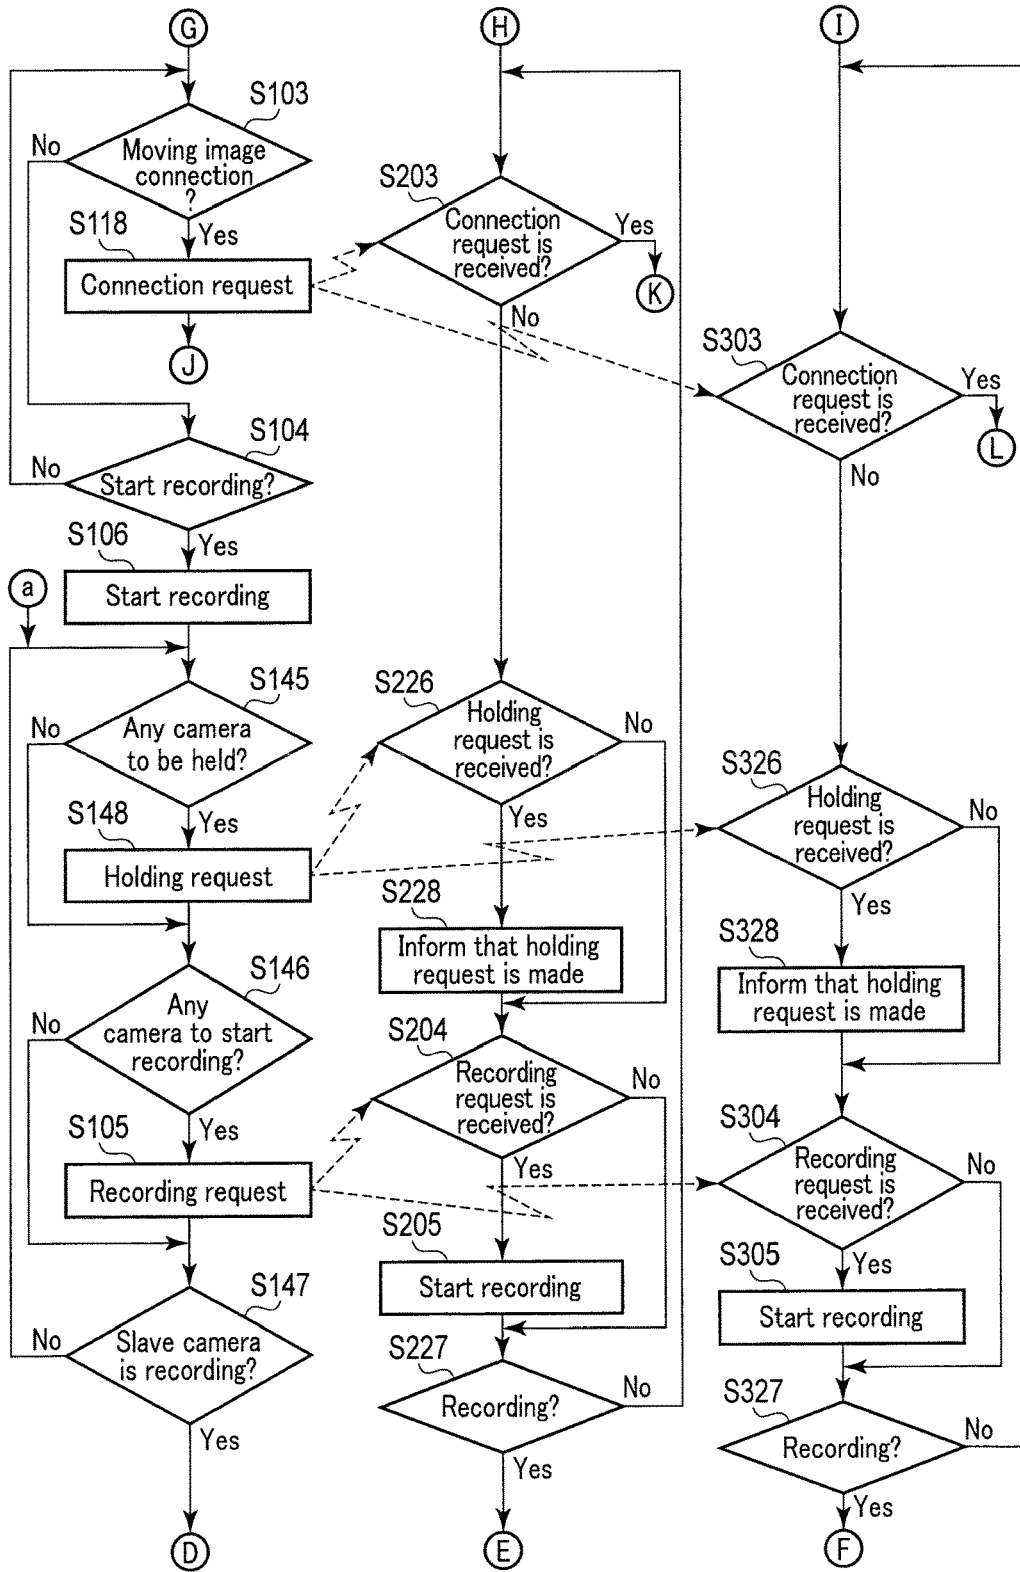 G
S103
No
Moving image
connection
?
Yes
S118
Connection request
J
No
S104
Start recording?
Yes
S106
Start recording
a
S145
No
Any camera
to be held?
Yes
S148
Holding request
S146
No
Any
camera to start
recording?
Yes
S105
Recording request
S147
No
Slave camera
is recording?
Yes
D
H
S203
Connection
request is
received?
Yes
K
No
S226
Holding
request is
received?
No
Yes
S228
Inform that holding
request is made
S204
Recording
request is
received?
No
Yes
S205
Start recording
S227
Recording?
No
Yes
E
I
S303
Connection
request is
received?
Yes
L
No
S326
Holding
request is
received?
No
Yes
S328
Inform that holding
request is made
S304
Recording
request is
received?
No
Yes
S305
Start recording
S327
Recording?
No
Yes
F